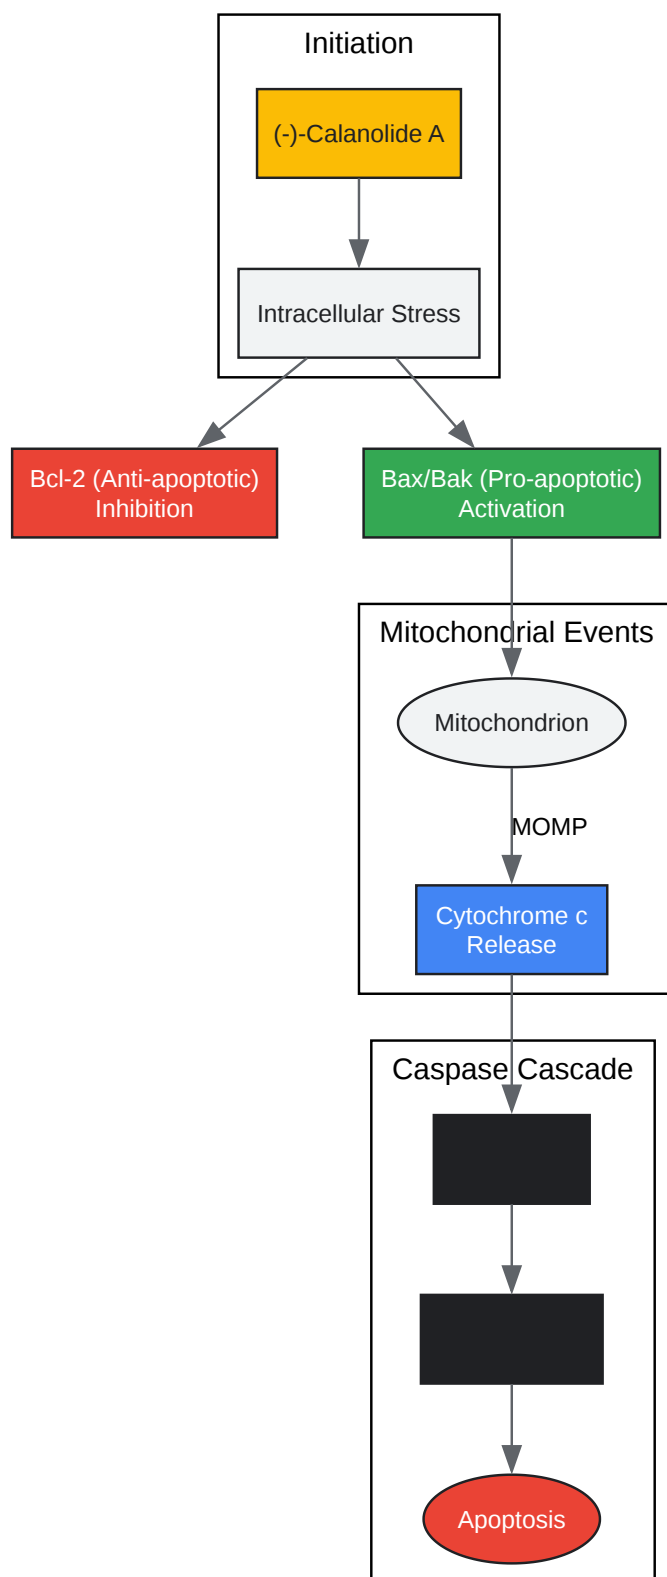 Initiation
(-)-Calanolide A
Intracellular Stress
Bcl-2 (Anti-apoptotic)
Inhibition
Bax/Bak (Pro-apoptotic)
Activation
Mitochondrial Events
Mitochondrion
MOMP
Cytochrome c
Release
Caspase Cascade
Apoptosis